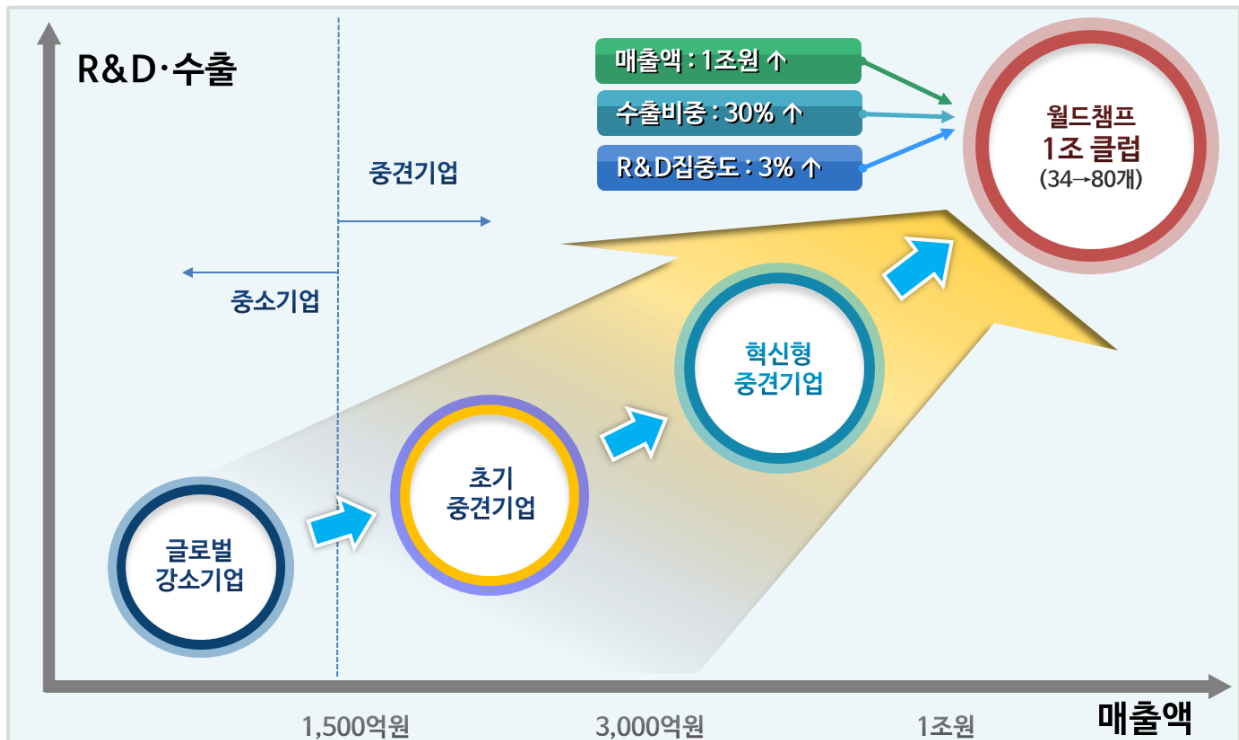 R&D·수출
매출액 : 1조원 ↑
수출비중 : 30% ↑
R&D집중도 : 3% ↑
월드챔프
1조 클럽
(34→80개)
중견기업
중소기업
혁신형
중견기업
초기
중견기업
글로벌
강소기업
1,500억원
3,000억원
1조원
매출액